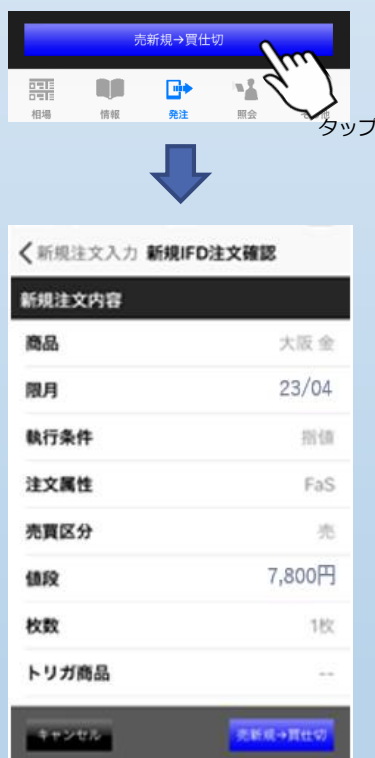 売新規→買仕切
相場 情報 発注 照会
タップ
新規注文入力 新規IFD注文確認
新規注文内容
商品 大阪 金
限月 23/04
執行条件 指値
注文属性 FaS
売買区分 売
値段 7,800円
枚数 1枚
トリガ商品 --
キャンセル 売新規→買仕切